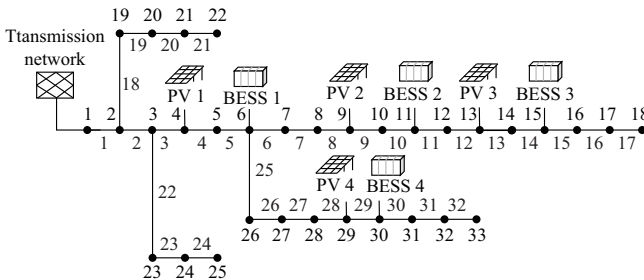 19 20 21 22
Ttansmission
network
19 20 21
18
PV 1
BESS 1
PV 2
BESS 2
PV 3
BESS 3
1 2 3 4 5 6 7 8 9 10 11 12 13 14 15 16 17 18
1 2 3 4 5 6 7 8 9 10 11 12 13 14 15 16 17
25
PV 4
BESS 4
22
26 27 28 29 30 31 32
26 27 28 29 30 31 32 33
23 24
23 24 25